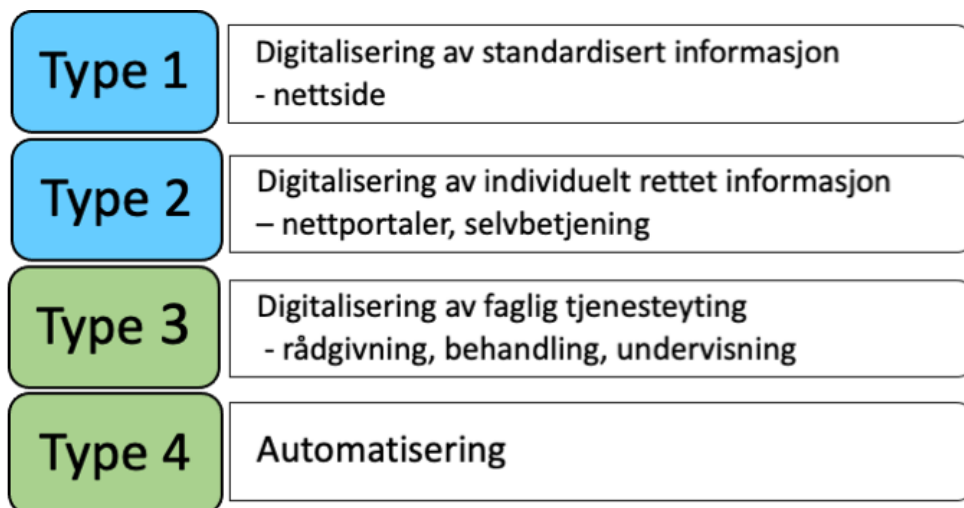 Type 1
Digitalisering av standardisert informasjon
- nettside
Type 2
Digitalisering av individuelt rettet informasjon
– nettportaler, selvbetjening
Type 3
Digitalisering av faglig tjenesteyting
- rådgivning, behandling, undervisning
Type 4
Automatisering